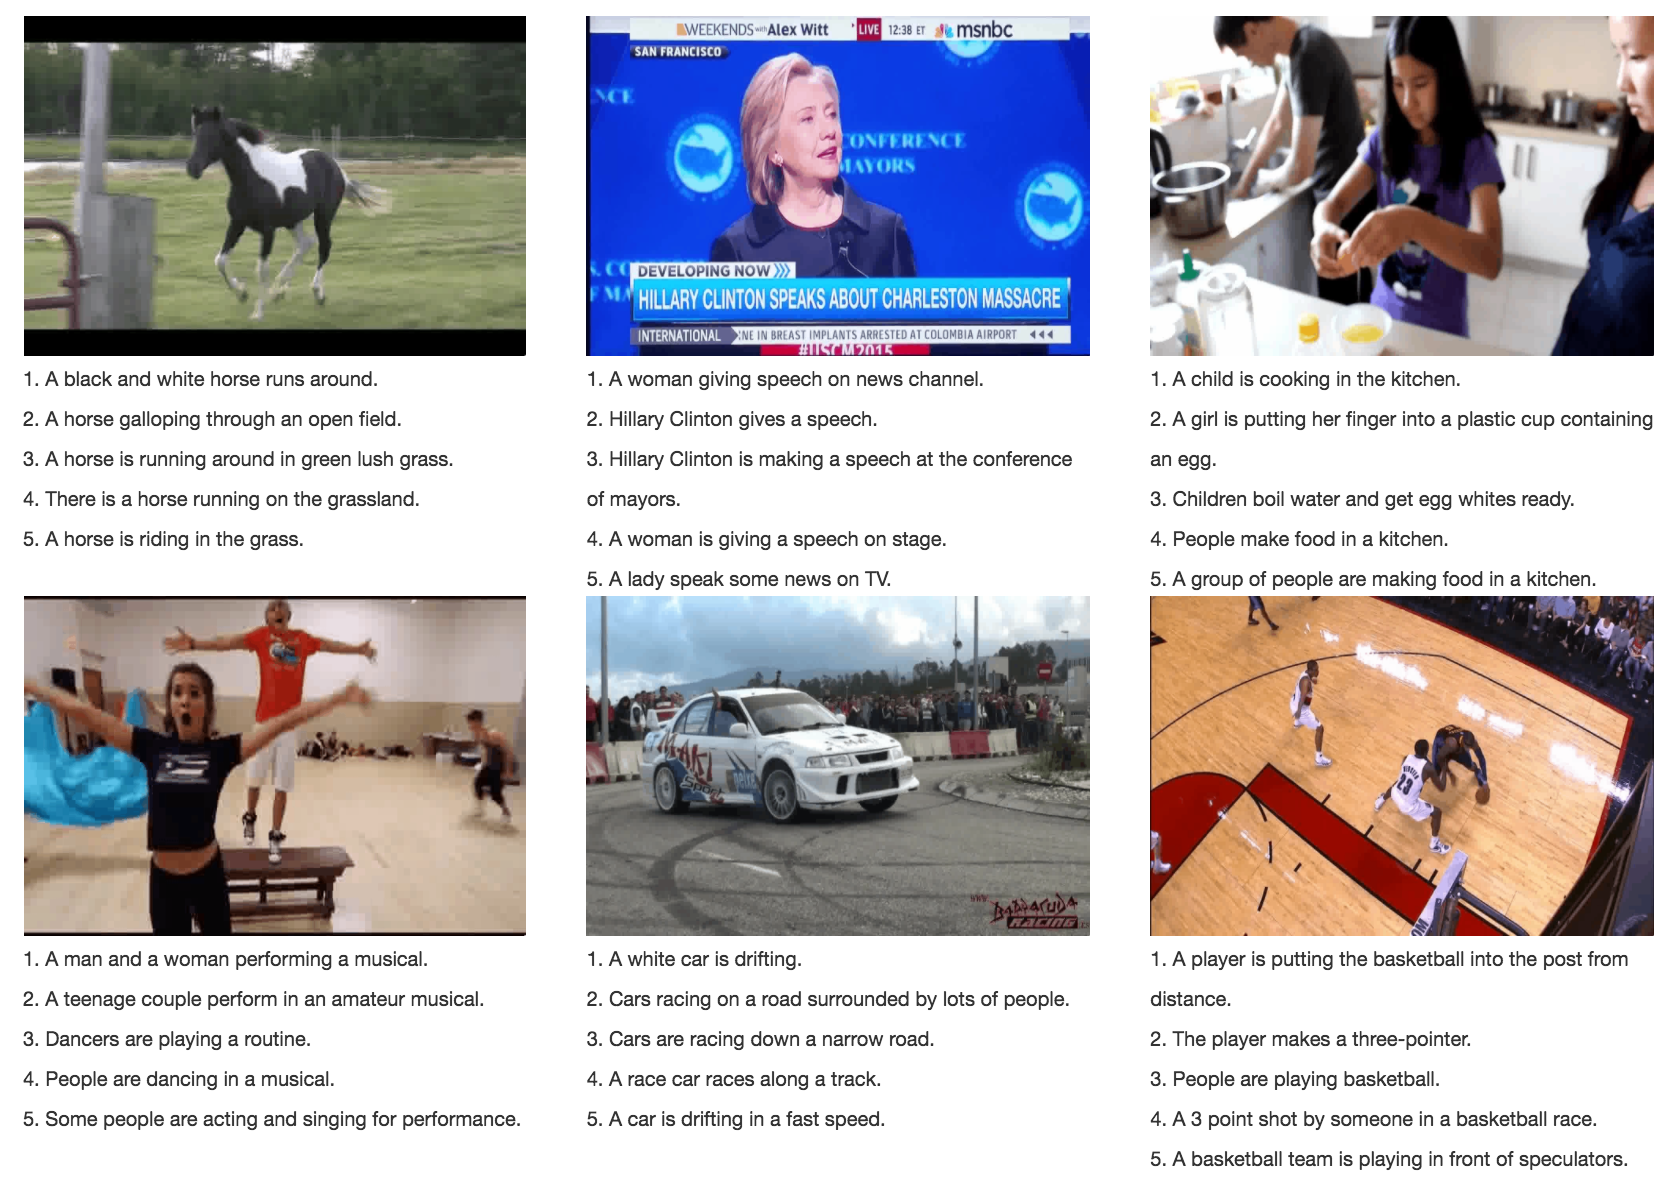 WEEKENDS with Alex Witt LIVE 12:38 ET msnbc
SAN FRANCISCO
NCE
CONFERENCE
MAYORS
S. CO
F MA
DEVELOPING NOW
HILLARY CLINTON SPEAKS ABOUT CHARLESTON MASSACRE
INTERNATIONAL NE IN BREAST IMPLANTS ARRESTED AT COLOMBIA AIRPORT
#USCM2015
1. A black and white horse runs around.
2. A horse galloping through an open field.
3. A horse is running around in green lush grass.
4. There is a horse running on the grassland.
5. A horse is riding in the grass.
1. A woman giving speech on news channel.
2. Hillary Clinton gives a speech.
3. Hillary Clinton is making a speech at the conference
of mayors.
4. A woman is giving a speech on stage.
5. A lady speak some news on TV.
1. A child is cooking in the kitchen.
2. A girl is putting her finger into a plastic cup containing
an egg.
3. Children boil water and get egg whites ready.
4. People make food in a kitchen.
5. A group of people are making food in a kitchen.
MAKI
Sport
www.
BARRACUDA
RACING
23
1. A man and a woman performing a musical.
2. A teenage couple perform in an amateur musical.
3. Dancers are playing a routine.
4. People are dancing in a musical.
5. Some people are acting and singing for performance.
1. A white car is drifting.
2. Cars racing on a road surrounded by lots of people.
3. Cars are racing down a narrow road.
4. A race car races along a track.
5. A car is drifting in a fast speed.
1. A player is putting the basketball into the post from
distance.
2. The player makes a three-pointer.
3. People are playing basketball.
4. A 3 point shot by someone in a basketball race.
5. A basketball team is playing in front of speculators.